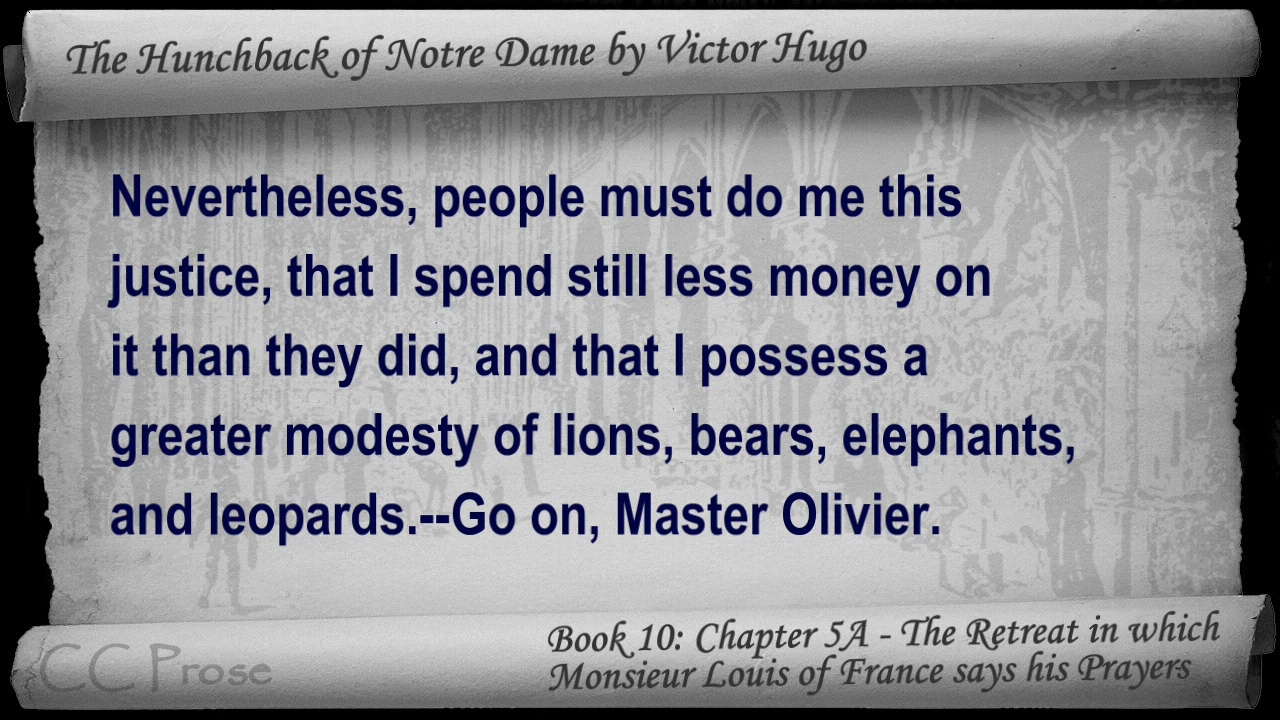 The Hunchback of Notre Dame by Victor Hugo
Nevertheless, people must do me this
justice, that I spend still less money on
it than they did, and that I possess a
greater modesty of lions, bears, elephants,
and leopards.--Go on, Master Olivier.
Book 10: Chapter 5A - The Retreat in which
Monsieur Louis of France says his Prayers
CC Prose